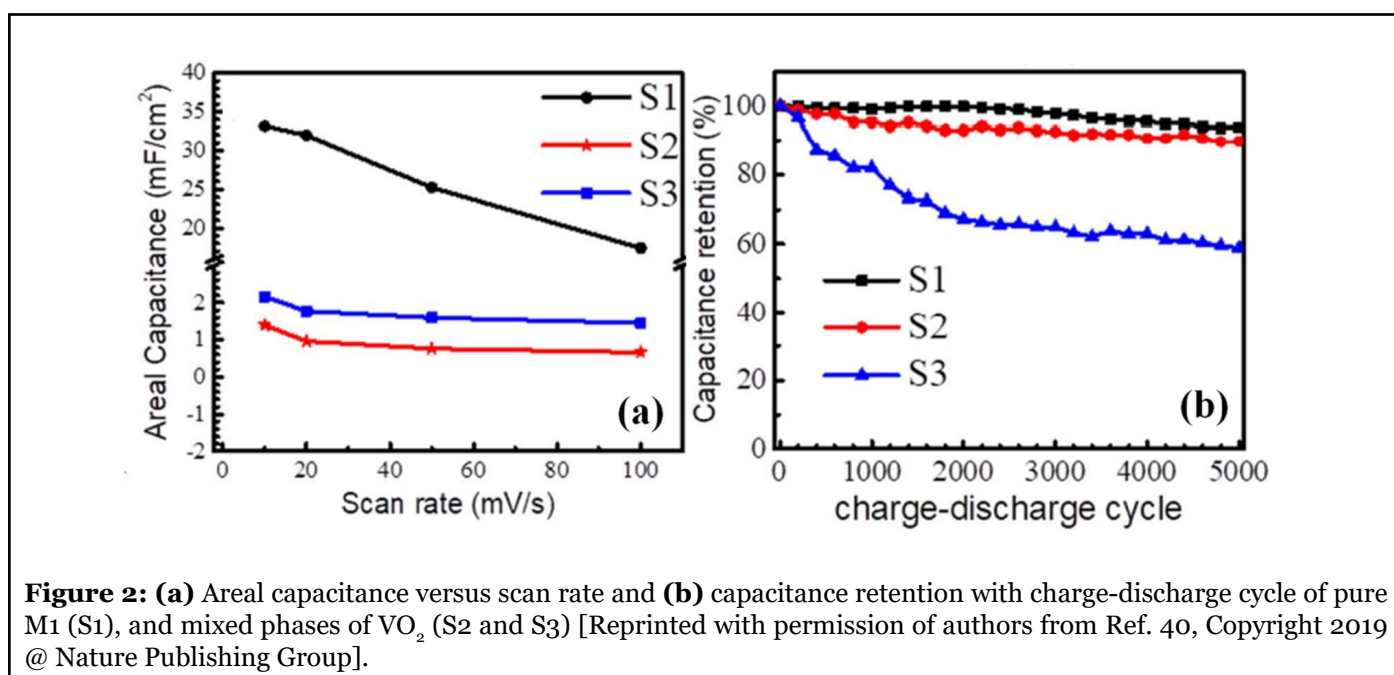 40
35
30
25
20
2
1
0
-1
-2
Areal Capacitance (mF/cm²)
S1
S2
S3
(a)
0 20 40 60 80 100
Scan rate (mV/s)
100
80
60
40
20
0
Capacitance retention (%)
S1
S2
S3
(b)
0 1000 2000 3000 4000 5000
charge-discharge cycle
Figure 2: (a) Areal capacitance versus scan rate and (b) capacitance retention with charge-discharge cycle of pure
M1 (S1), and mixed phases of VO₂ (S2 and S3) [Reprinted with permission of authors from Ref. 40, Copyright 2019
@ Nature Publishing Group].